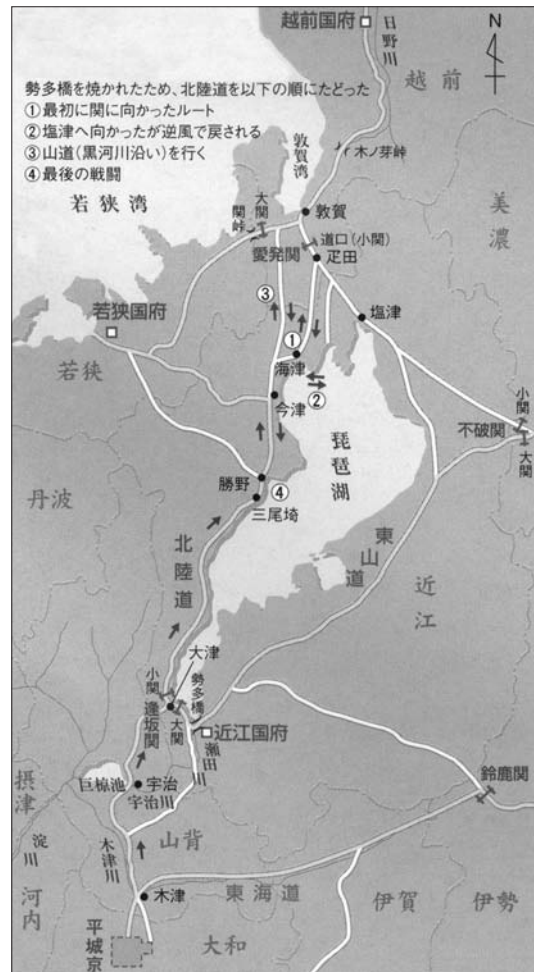 越前国府
日野川
N
越前
勢多橋を焼かれたため、北陸道を以下の順にたどった
①最初に関に向かったルート
②塩津へ向かったが逆風で戻される
③山道(黒河川沿い)を行く
④最後の戦闘
木ノ芽峠
敦賀湾
若狭湾
美濃
敦賀
大関
関峠
道口(小関)
愛発関
疋田
③
塩津
若狭国府
①
海津
若狭
②
今津
小関
不破関
大関
琵琶湖
勝野
④
三尾埼
丹波
東山道
北陸道
近江
大津
小関
勢多橋
逢坂関
大関
近江国府
瀬田川
鈴鹿関
巨椋池
宇治
宇治川
摂津
淀川
山背
木津川
河内
木津
東海道
伊賀
伊勢
平城京
大和